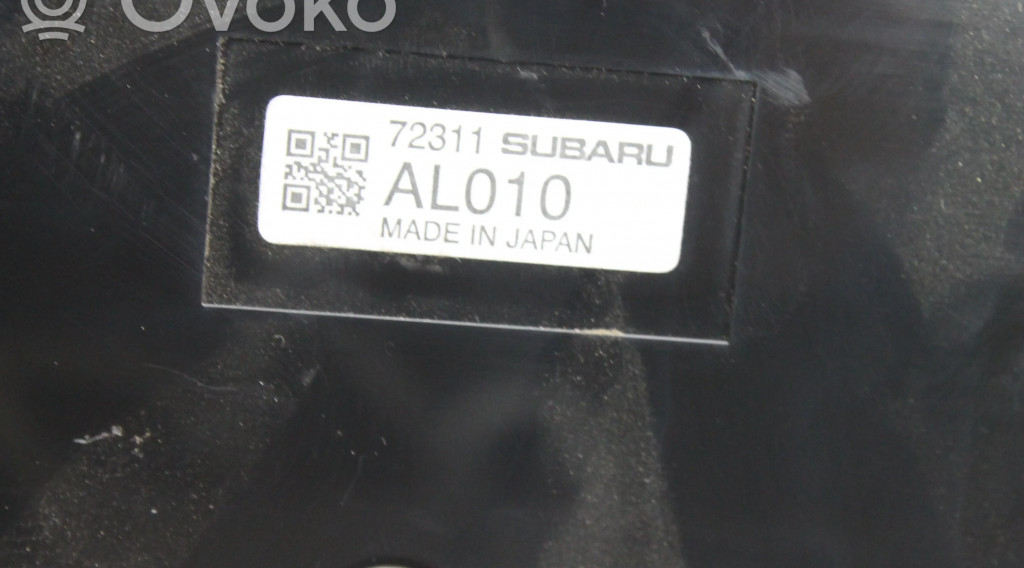 OVOKO
72311 SUBARU
AL010
MADE IN JAPAN